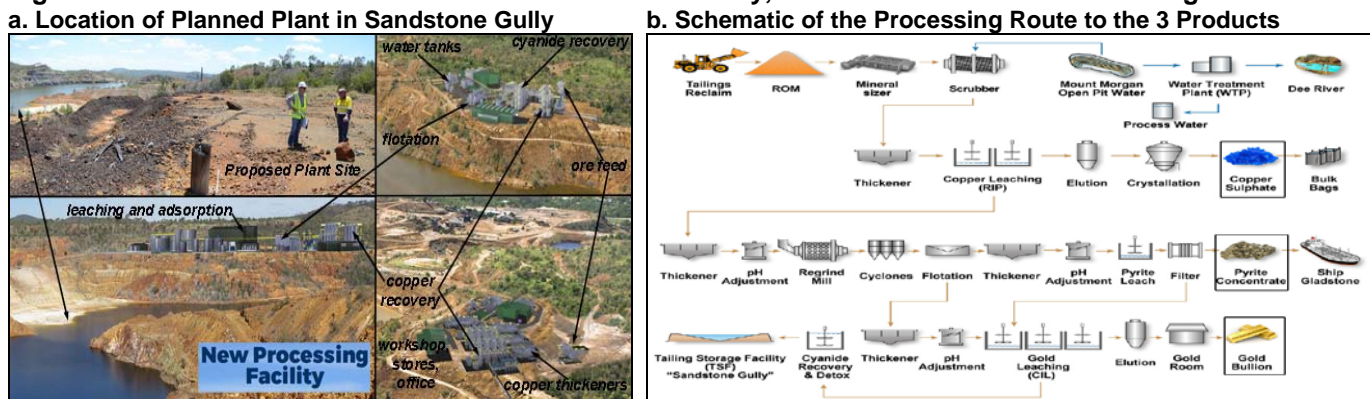 a. Location of Planned Plant in Sandstone Gully
b. Schematic of the Processing Route to the 3 Products
water tanks
cyanide recovery
flotation
ore feed
Proposed Plant Site
leaching and adsorption
copper
recovery
workshop,
stores,
office
copper thickeners
New Processing
Facility
Tailings
Reclaim
ROM
Mineral
sizer
Scrubber
Mount Morgan
Open Pit Water
Water Treatment
Plant (WTP)
Dee River
Process Water
Thickener
Copper Leaching
(RIP)
Elution
Crystallation
Copper
Sulphate
Bulk
Bags
Thickener
pH
Adjustment
Regrind
Mill
Cyclones
Flotation
Thickener
pH
Adjustment
Pyrite
Leach
Filter
Pyrite
Concentrate
Ship
Gladstone
Tailing Storage Facility
(TSF)
"Sandstone Gully"
Cyanide
Recovery
& Detox
Thickener
pH
Adjustment
Gold
Leaching
(CIL)
Elution
Gold
Room
Gold
Bullion